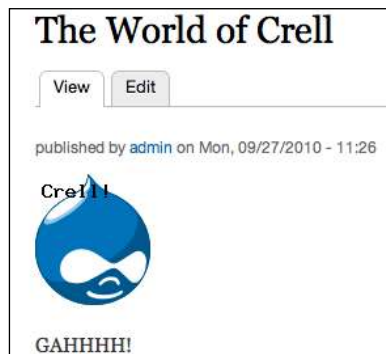 The World of Crell
View Edit
published by admin on Mon, 09/27/2010 - 11:26
Crell!
GAHHHH!